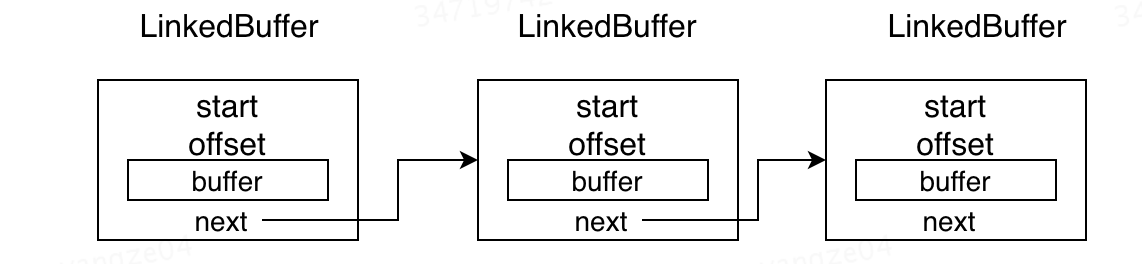 LinkedBuffer LinkedBuffer LinkedBuffer
start start start
offset offset offset
buffer buffer buffer
next next next